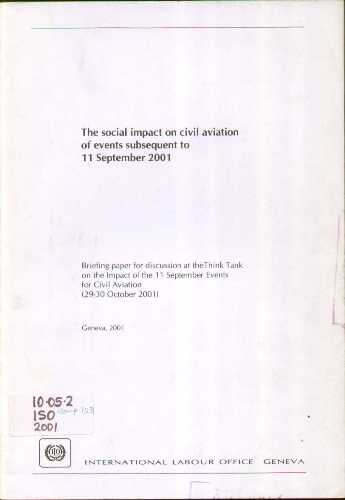 The social impact on civil aviation
of events subsequent to
11 September 2001
Briefing paper for discussion at theThink Tank
on the Impact of the 11 September Events
for Civil Aviation
(29-30 October 2001)
Geneva, 2001
10.05.2
ISO
2001
INTERNATIONAL LABOUR OFFICE GENEVA